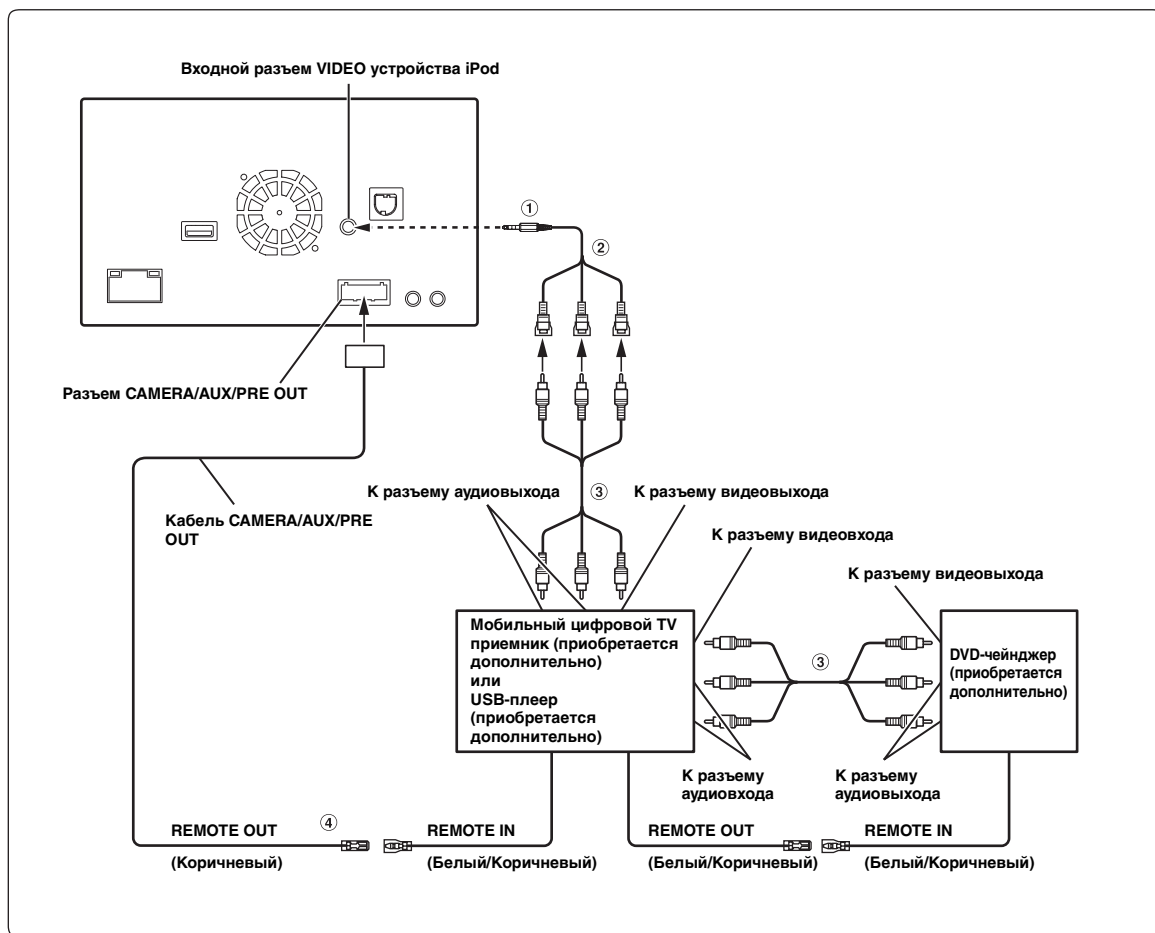 Входной разъем VIDEO устройства iPod
①
②
Разъем CAMERA/AUX/PRE OUT
К разъему аудиовыхода
③
К разъему видеовыхода
Кабель CAMERA/AUX/PRE
OUT
К разъему видеовхода
К разъему видеовыхода
Мобильный цифровой TV
приемник (приобретается
дополнительно)
или
USB-плеер
(приобретается
дополнительно)
③
DVD-чейнджер
(приобретается
дополнительно)
К разъему
аудиовхода
К разъему
аудиовыхода
REMOTE OUT
(Коричневый)
④
REMOTE IN
(Белый/Коричневый)
REMOTE OUT
(Белый/Коричневый)
REMOTE IN
(Белый/Коричневый)